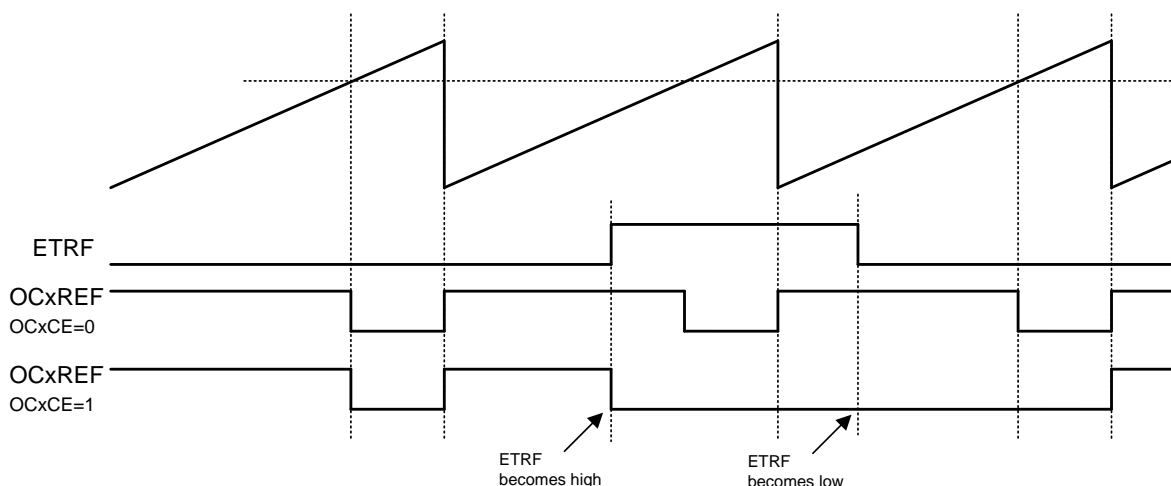 ETRF
OCxREF
OCxCE=0
OCxREF
OCxCE=1
ETRF
becomes high
ETRF
becomes low